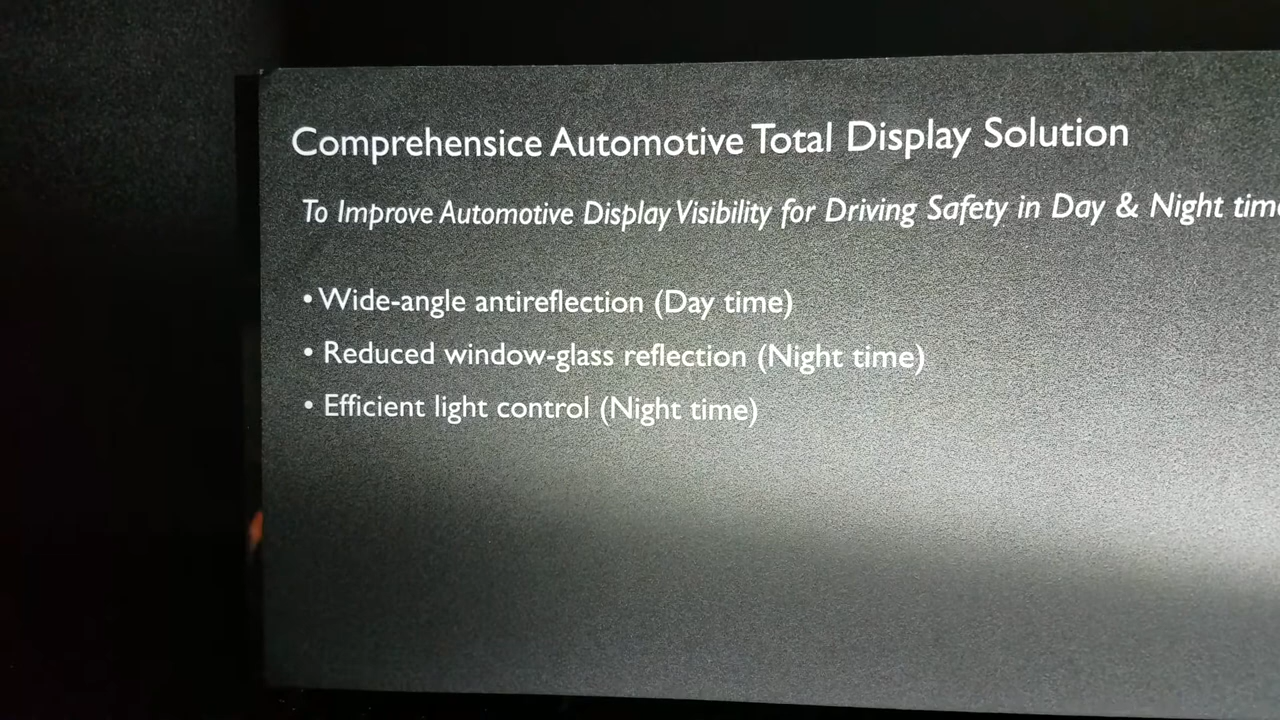 Comprehensice Automotive Total Display Solution
To Improve Automotive Display Visibility for Driving Safety in Day & Night time
• Wide-angle antireflection (Day time)
• Reduced window-glass reflection (Night time)
• Efficient light control (Night time)